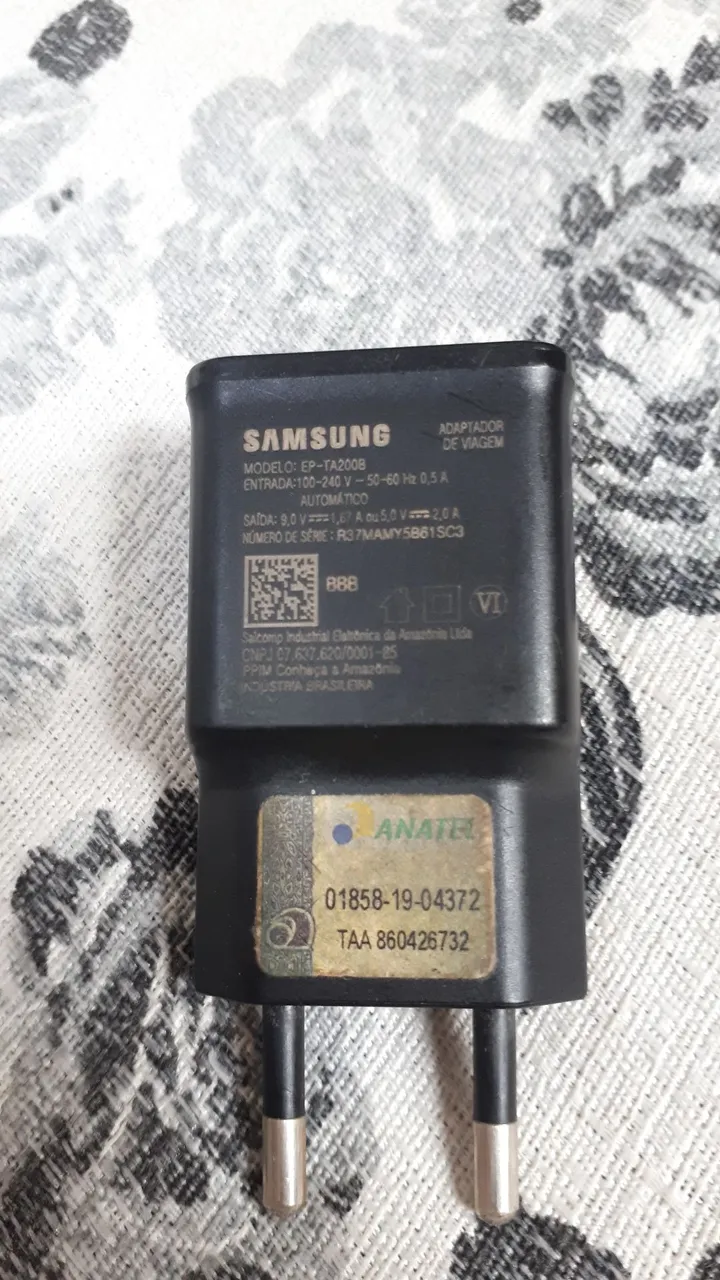 SAMSUNG
ADAPTADOR
DE VIAGEM
MODELO: EP-TA200B
ENTRADA:100-240 V ~ 50-60 Hz 0,5 A
AUTOMÁTICO
SAÍDA: 9,0 V⎓1,67 A ou 5,0 V⎓2,0 A
NÚMERO DE SÉRIE: R37MAMY5B61SC3
BBB
VI
Salcomp Industrial Eletrônica da Amazônia Ltda
CNPJ 07.637.620/0001-85
PPIM Conheça a Amazônia
INDÚSTRIA BRASILEIRA
ANATEL
01858-19-04372
TAA 860426732